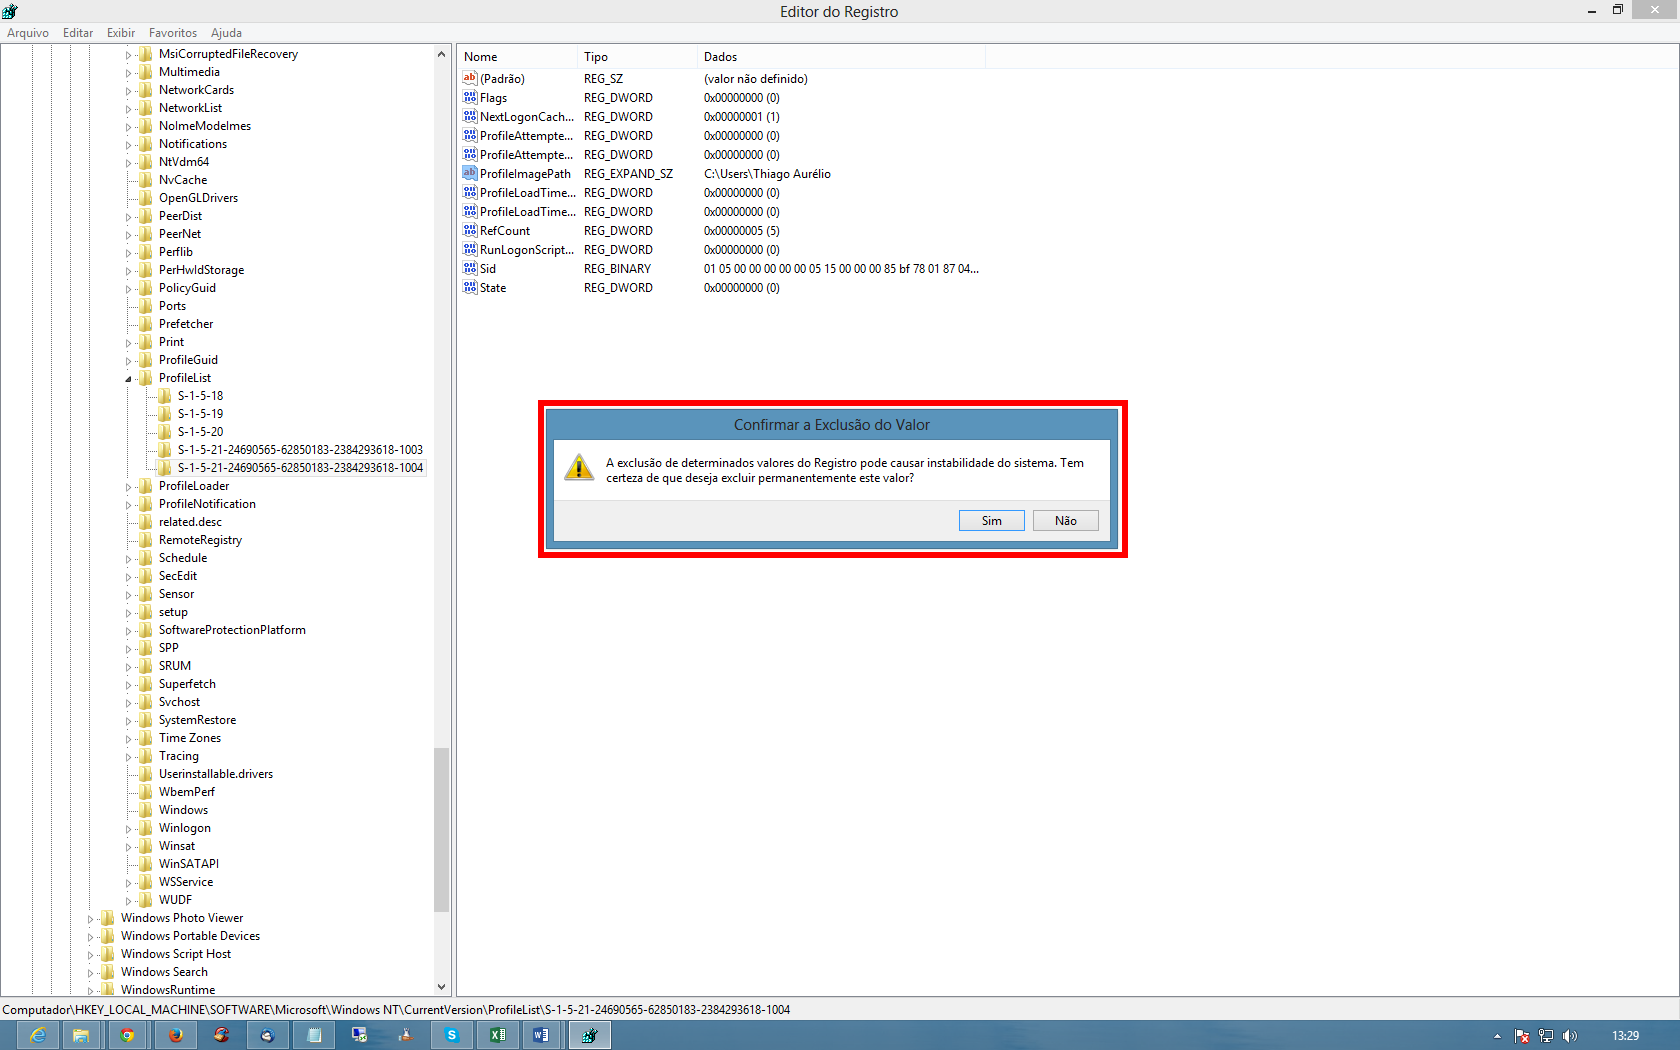 Editor do Registro
Arquivo Editar Exibir Favoritos Ajuda
MsiCorruptedFileRecovery
Multimedia
NetworkCards
NetworkList
NoImeModeImes
Notifications
NtVdm64
NvCache
OpenGLDrivers
PeerDist
PeerNet
Perflib
PerHwIdStorage
PolicyGuid
Ports
Prefetcher
Print
ProfileGuid
ProfileList
S-1-5-18
S-1-5-19
S-1-5-20
S-1-5-21-24690565-62850183-2384293618-1003
S-1-5-21-24690565-62850183-2384293618-1004
ProfileLoader
ProfileNotification
related.desc
RemoteRegistry
Schedule
SecEdit
Sensor
setup
SoftwareProtectionPlatform
SPP
SRUM
Superfetch
Svchost
SystemRestore
Time Zones
Tracing
Userinstallable.drivers
WbemPerf
Windows
Winlogon
Winsat
WinSATAPI
WSService
WUDF
Windows Photo Viewer
Windows Portable Devices
Windows Script Host
Windows Search
WindowsRuntime
Nome Tipo Dados
(Padrão) REG_SZ (valor não definido)
Flags REG_DWORD 0x00000000 (0)
NextLogonCach... REG_DWORD 0x00000001 (1)
ProfileAttempte... REG_DWORD 0x00000000 (0)
ProfileAttempte... REG_DWORD 0x00000000 (0)
ProfileImagePath REG_EXPAND_SZ C:\Users\Thiago Aurélio
ProfileLoadTime... REG_DWORD 0x00000000 (0)
ProfileLoadTime... REG_DWORD 0x00000000 (0)
RefCount REG_DWORD 0x00000005 (5)
RunLogonScript... REG_DWORD 0x00000000 (0)
Sid REG_BINARY 01 05 00 00 00 00 00 05 15 00 00 00 85 bf 78 01 87 04...
State REG_DWORD 0x00000000 (0)
Confirmar a Exclusão do Valor
A exclusão de determinados valores do Registro pode causar instabilidade do sistema. Tem
certeza de que deseja excluir permanentemente este valor?
Sim Não
Computador\HKEY_LOCAL_MACHINE\SOFTWARE\Microsoft\Windows NT\CurrentVersion\ProfileList\S-1-5-21-24690565-62850183-2384293618-1004
13:29